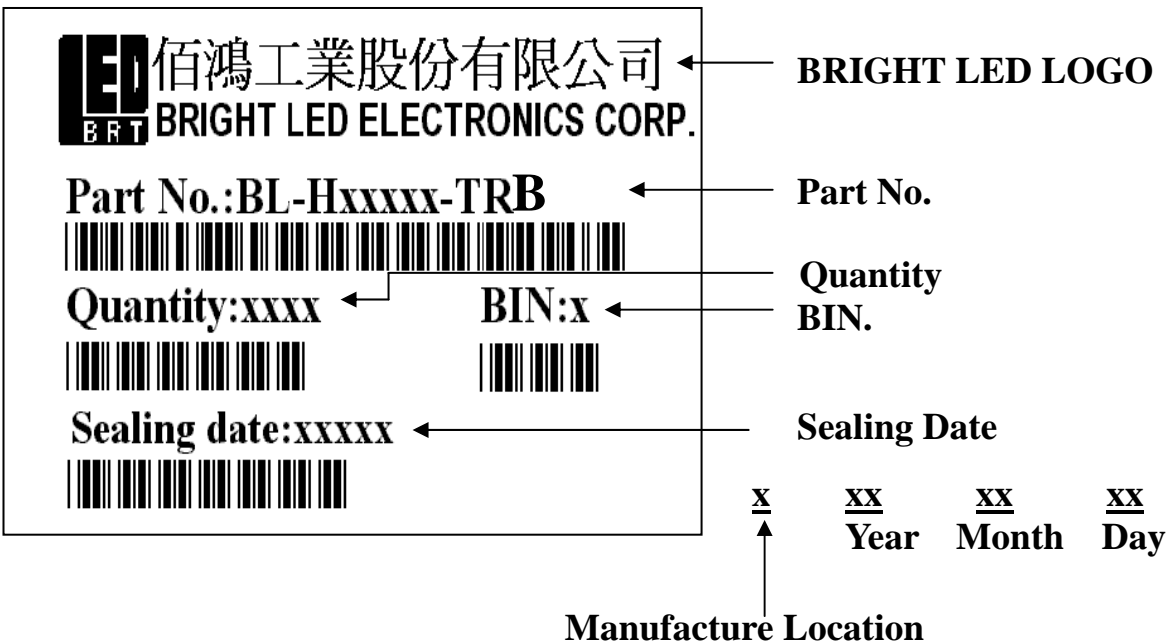 LED
BRT
佰鴻工業股份有限公司
BRIGHT LED ELECTRONICS CORP.
BRIGHT LED LOGO
Part No.:BL-Hxxxxx-TRB
Part No.
Quantity:xxxx
BIN:x
Quantity
BIN.
Sealing date:xxxxx
Sealing Date
x xx xx xx
Year Month Day
Manufacture Location